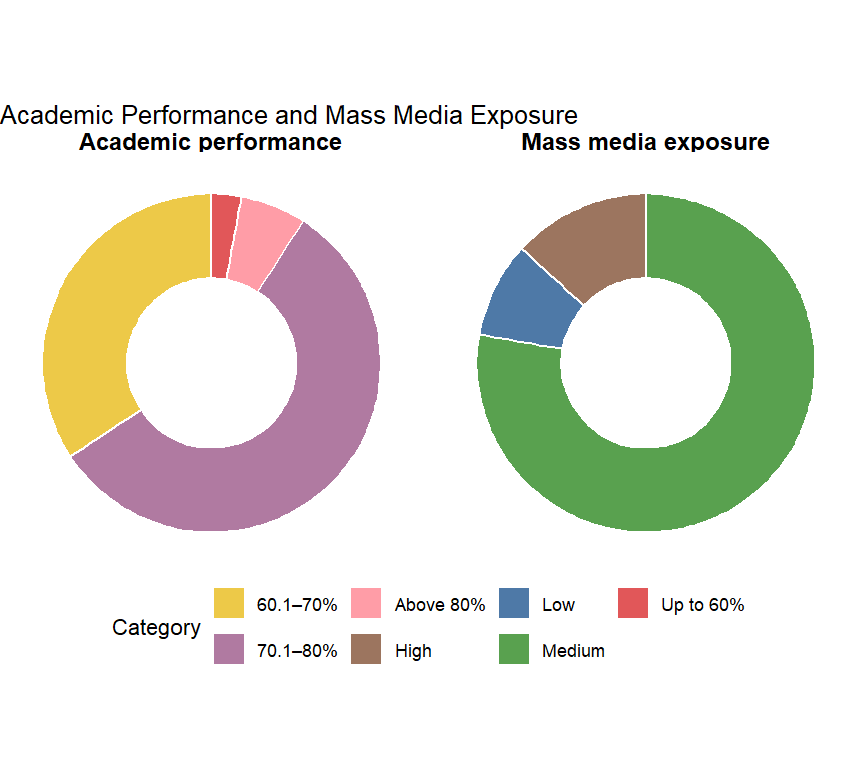 Academic Performance and Mass Media Exposure
Academic performance
Mass media exposure
Category
60.1–70%
Above 80%
Low
Up to 60%
70.1–80%
High
Medium